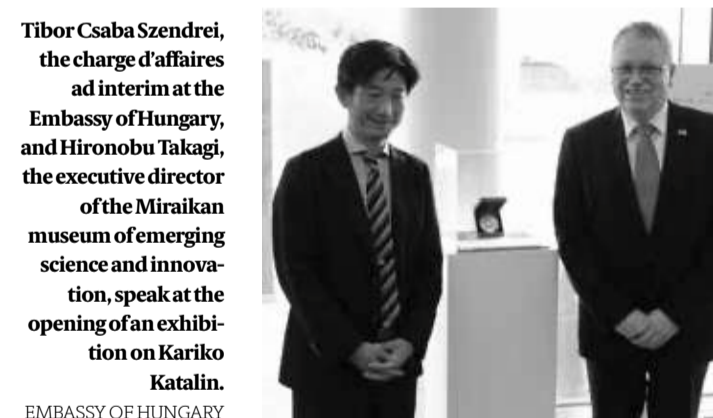 Tibor Csaba Szendrei,
the charge d’affaires
ad interim at the
Embassy of Hungary,
and Hironobu Takagi,
the executive director
of the Miraikan
museum of emerging
science and innova-
tion, speak at the
opening of an exhibi-
tion on Kariko
Katalin.
EMBASSY OF HUNGARY